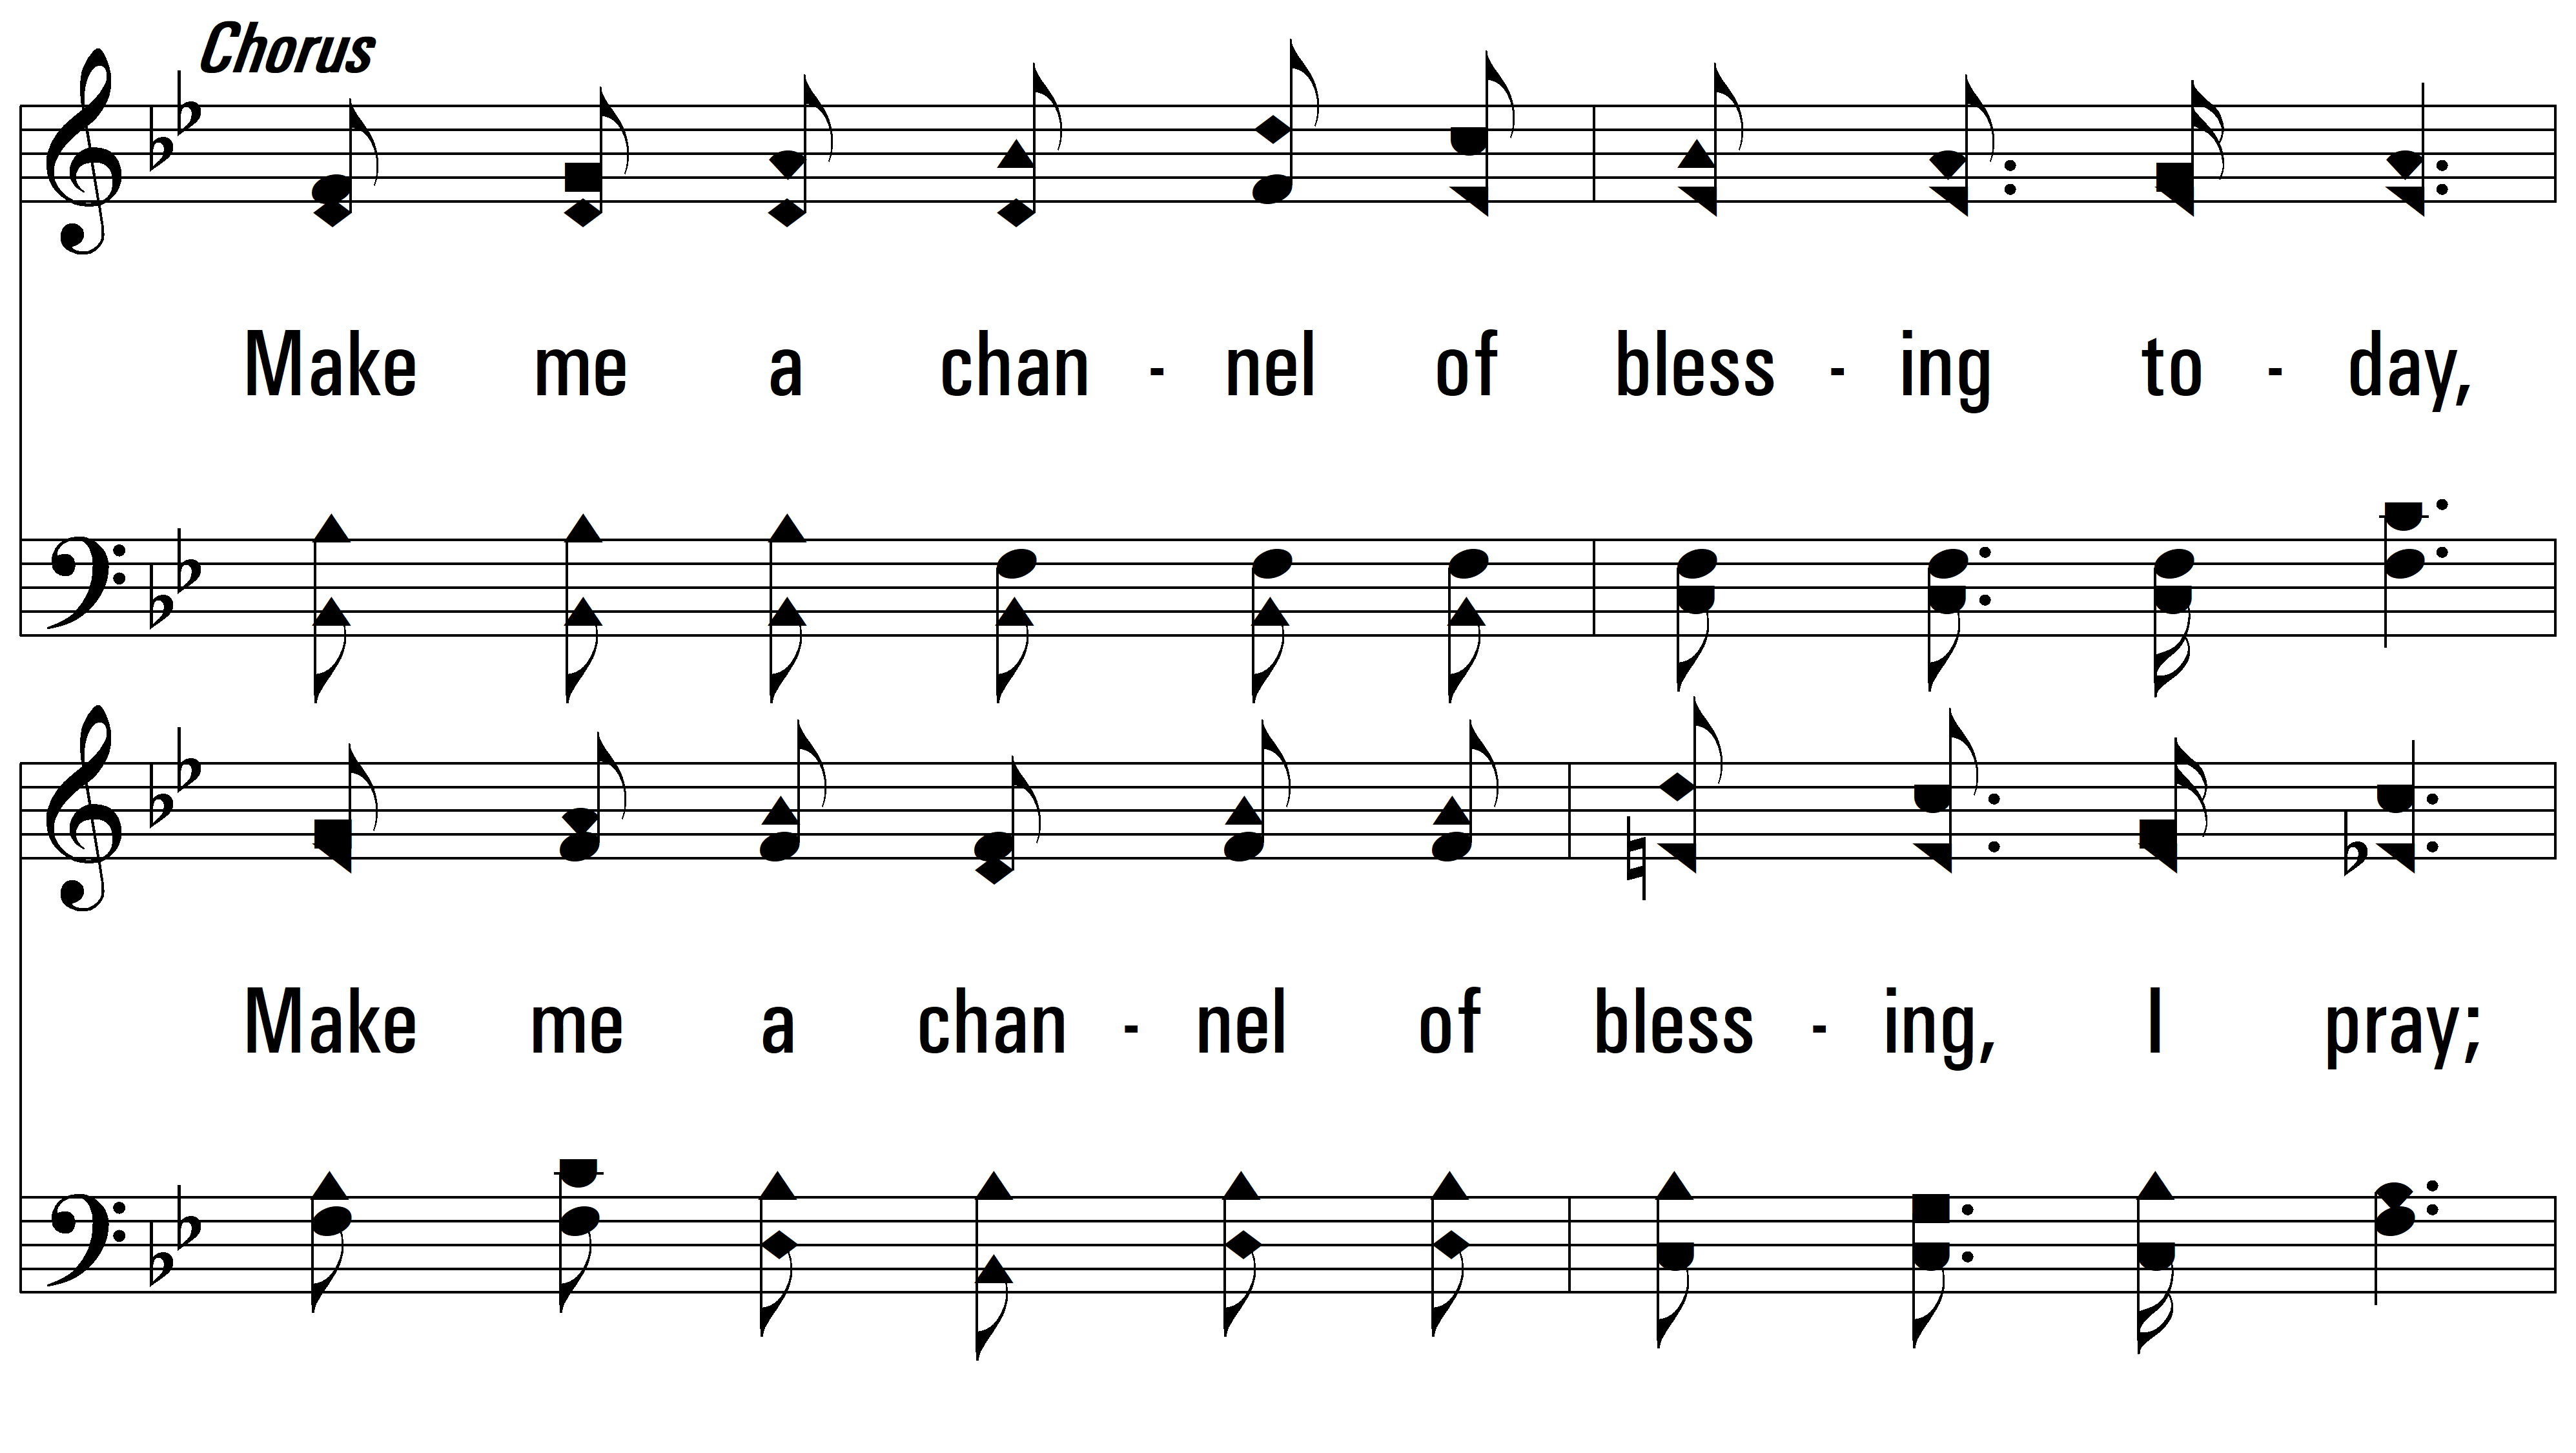 Chorus
Make me a chan - nel of bless - ing to - day,
Make me a chan - nel of bless - ing, I pray;